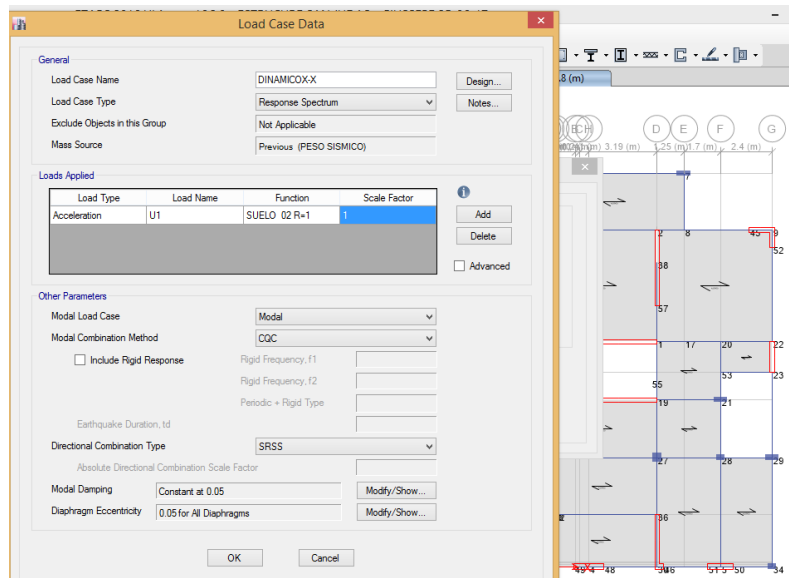 Load Case Data
General
Load Case Name
DINAMICOX-X
Design...
Load Case Type
Response Spectrum
Notes...
Exclude Objects in this Group
Not Applicable
Mass Source
Previous (PESO SISMICO)
Loads Applied
Load Type Load Name Function Scale Factor
Acceleration U1 SUELO 02 R=1 1
Add
Delete
Advanced
Other Parameters
Modal Load Case
Modal
Modal Combination Method
CQC
Include Rigid Response
Rigid Frequency, f1
Rigid Frequency, f2
Periodic + Rigid Type
Earthquake Duration, td
Directional Combination Type
SRSS
Absolute Directional Combination Scale Factor
Modal Damping
Constant at 0.05
Modify/Show...
Diaphragm Eccentricity
0.05 for All Diaphragms
Modify/Show...
OK Cancel
.8 (m)
D E F G
3.19 (m) 1.25 (m) 1.7 (m) 2.4 (m)
7
2 8 45 9
52
38
57
1 17 20 22
53 23
55
19 21
27 28 29
36
48 51 5 50 34